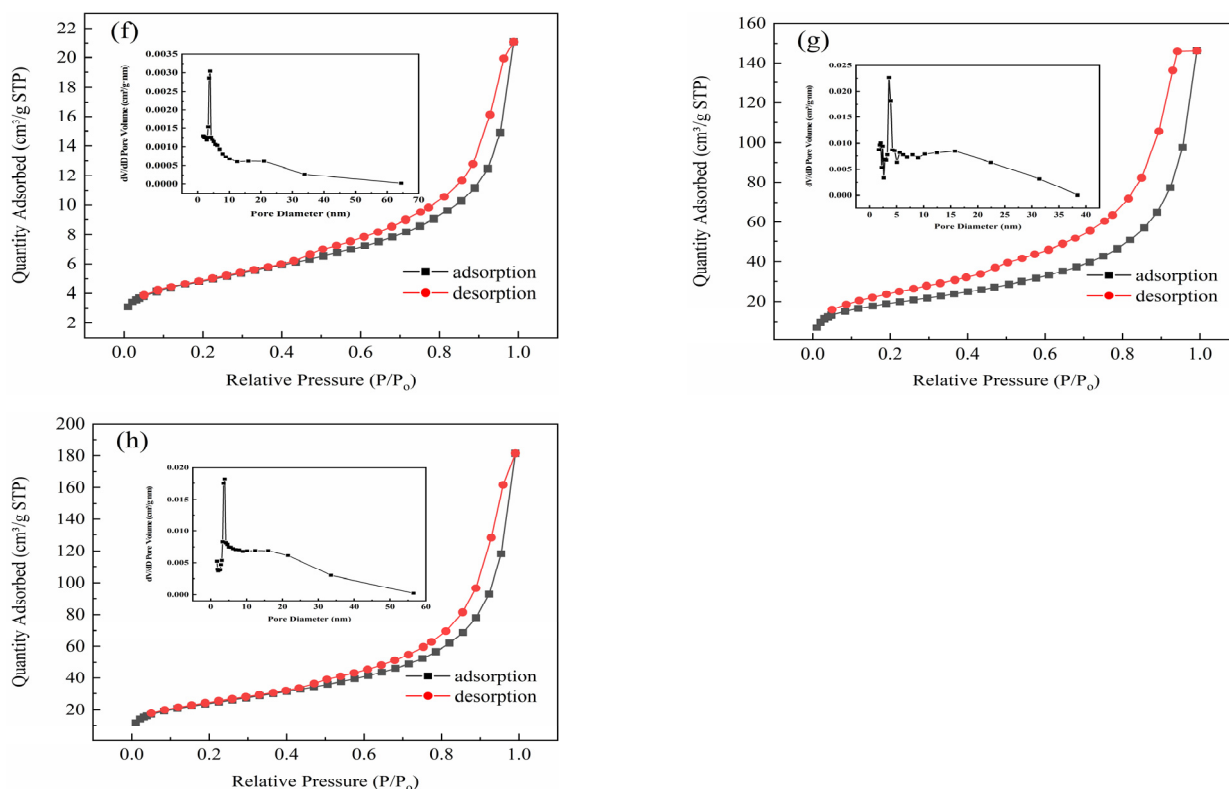 (f)
Quantity Adsorbed (cm³/g STP)
22
20
18
16
14
12
10
8
6
4
2
0.0 0.2 0.4 0.6 0.8 1.0
Relative Pressure (P/Po)
adsorption
desorption
dV/dD Pore Volume (cm³/g·nm)
0.0035
0.0030
0.0025
0.0020
0.0015
0.0010
0.0005
0.0000
0 10 20 30 40 50 60 70
Pore Diameter (nm)
(g)
Quantity Adsorbed (cm³/g STP)
160
140
120
100
80
60
40
20
0.0 0.2 0.4 0.6 0.8 1.0
Relative Pressure (P/Po)
adsorption
desorption
dV/dD Pore Volume (cm³/g·nm)
0.025
0.020
0.015
0.010
0.005
0.000
0 5 10 15 20 25 30 35 40
Pore Diameter (nm)
(h)
Quantity Adsorbed (cm³/g STP)
200
180
160
140
120
100
80
60
40
20
0.0 0.2 0.4 0.6 0.8 1.0
Relative Pressure (P/Po)
adsorption
desorption
dV/dD Pore Volume (cm³/g·nm)
0.020
0.015
0.010
0.005
0.000
0 10 20 30 40 50 60
Pore Diameter (nm)